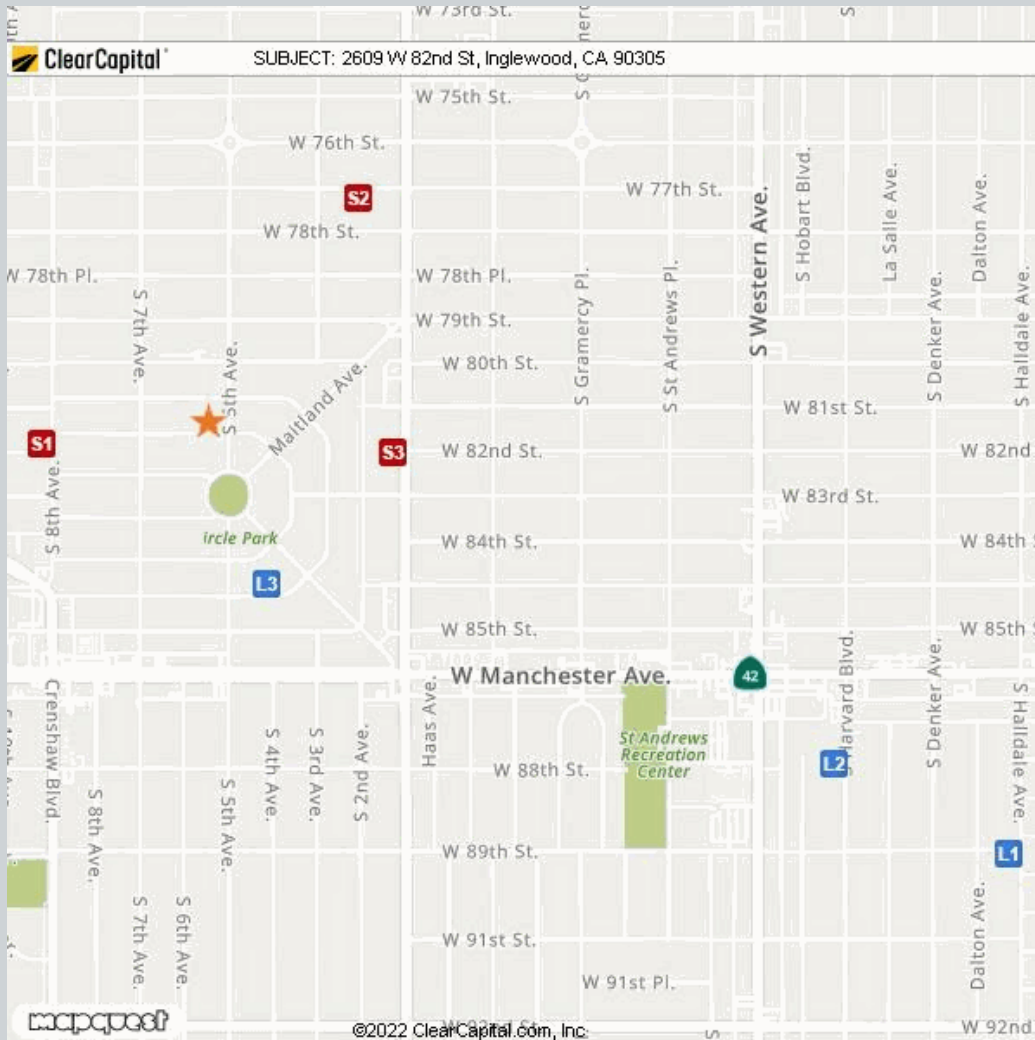 W 73rd St.
ClearCapital
SUBJECT: 2609 W 82nd St, Inglewood, CA 90305
W 75th St.
W 76th St.
S2
W 77th St.
S Western Ave.
S Hobart Blvd.
La Salle Ave.
Dalton Ave.
W 78th St.
W 78th Pl.
W 78th Pl.
S 7th Ave.
W 79th St.
S Gramercy Pl.
S St Andrews Pl.
S Denker Ave.
S Halldale Ave.
S 5th Ave.
Maitland Ave.
W 80th St.
W 81st St.
S1
S3
W 82nd St.
W 82nd
S 8th Ave.
W 83rd St.
ircle Park
W 84th St.
W 84th
L3
W 85th St.
W 85th
W Manchester Ave.
42
Crenshaw Blvd.
Haas Ave.
Harvard Blvd.
S Denker Ave.
S Halldale Ave.
S 4th Ave.
S 3rd Ave.
S 2nd Ave.
St Andrews
Recreation
Center
W 88th St.
L2
S 8th Ave.
S 5th Ave.
W 89th St.
L1
S 7th Ave.
S 6th Ave.
Dalton Ave.
W 91st St.
W 91st Pl.
mapquest
©2022 ClearCapital.com, Inc.
W 92nd